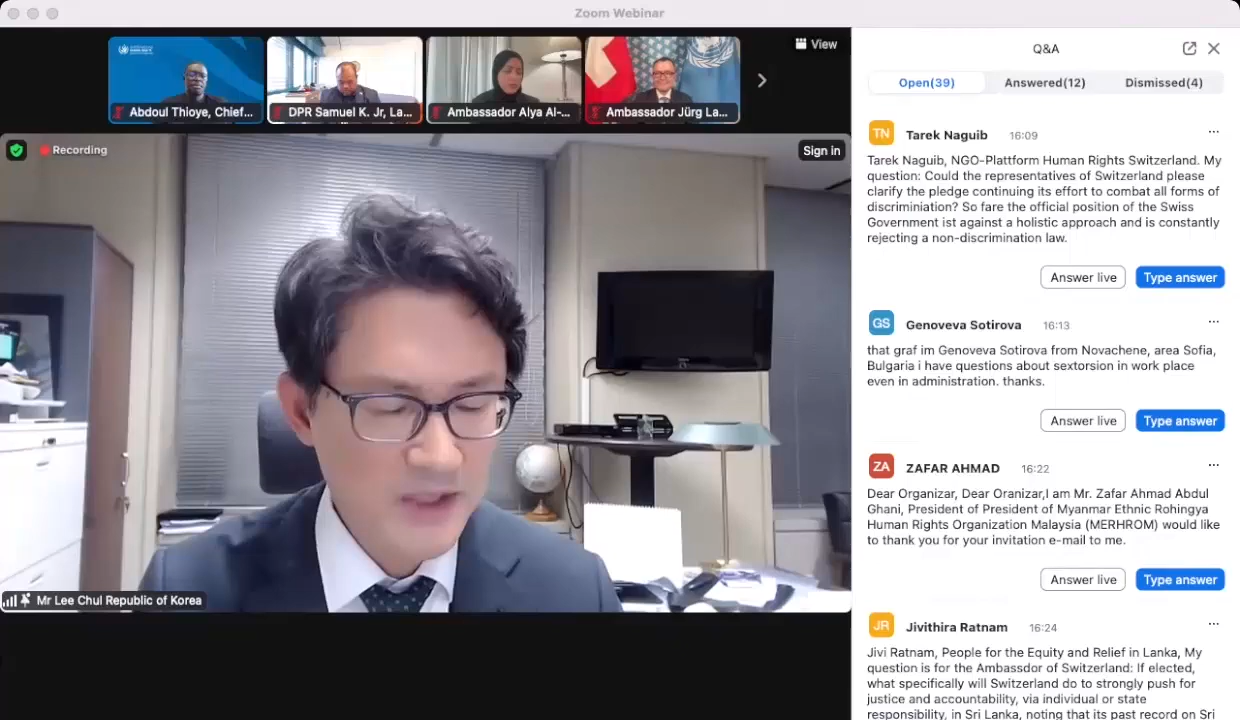 Zoom Webinar
View
Abdoul Thioye, Chief...
DPR Samuel K. Jr, La...
Ambassador Alya Al-...
Ambassador Jürg La...
Recording
Sign in
Mr Lee Chul Republic of Korea
Q&A
Open(39)
Answered(12)
Dismissed(4)
TN
Tarek Naguib 16:09
Tarek Naguib, NGO-Plattform Human Rights Switzerland. My
question: Could the representatives of Switzerland please
clarify the pledge continuing its effort to combat all forms of
discriminiation? So fare the official position of the Swiss
Government ist against a holistic approach and is constantly
rejecting a non-discrimination law.
Answer live
Type answer
GS
Genoveva Sotirova 16:13
that graf im Genoveva Sotirova from Novachene, area Sofia,
Bulgaria i have questions about sextorsion in work place
even in administration. thanks.
Answer live
Type answer
ZA
ZAFAR AHMAD 16:22
Dear Organizar, Dear Oranizar,I am Mr. Zafar Ahmad Abdul
Ghani, President of President of Myanmar Ethnic Rohingya
Human Rights Organization Malaysia (MERHROM) would like
to thank you for your invitation e-mail to me.
Answer live
Type answer
JR
Jivithira Ratnam 16:24
Jivi Ratnam, People for the Equity and Relief in Lanka, My
question is for the Ambassdor of Switzerland: If elected,
what specifically will Switzerland do to strongly push for
justice and accountability, via individual or state
responsibility, in Sri Lanka, noting that its past record on Sri